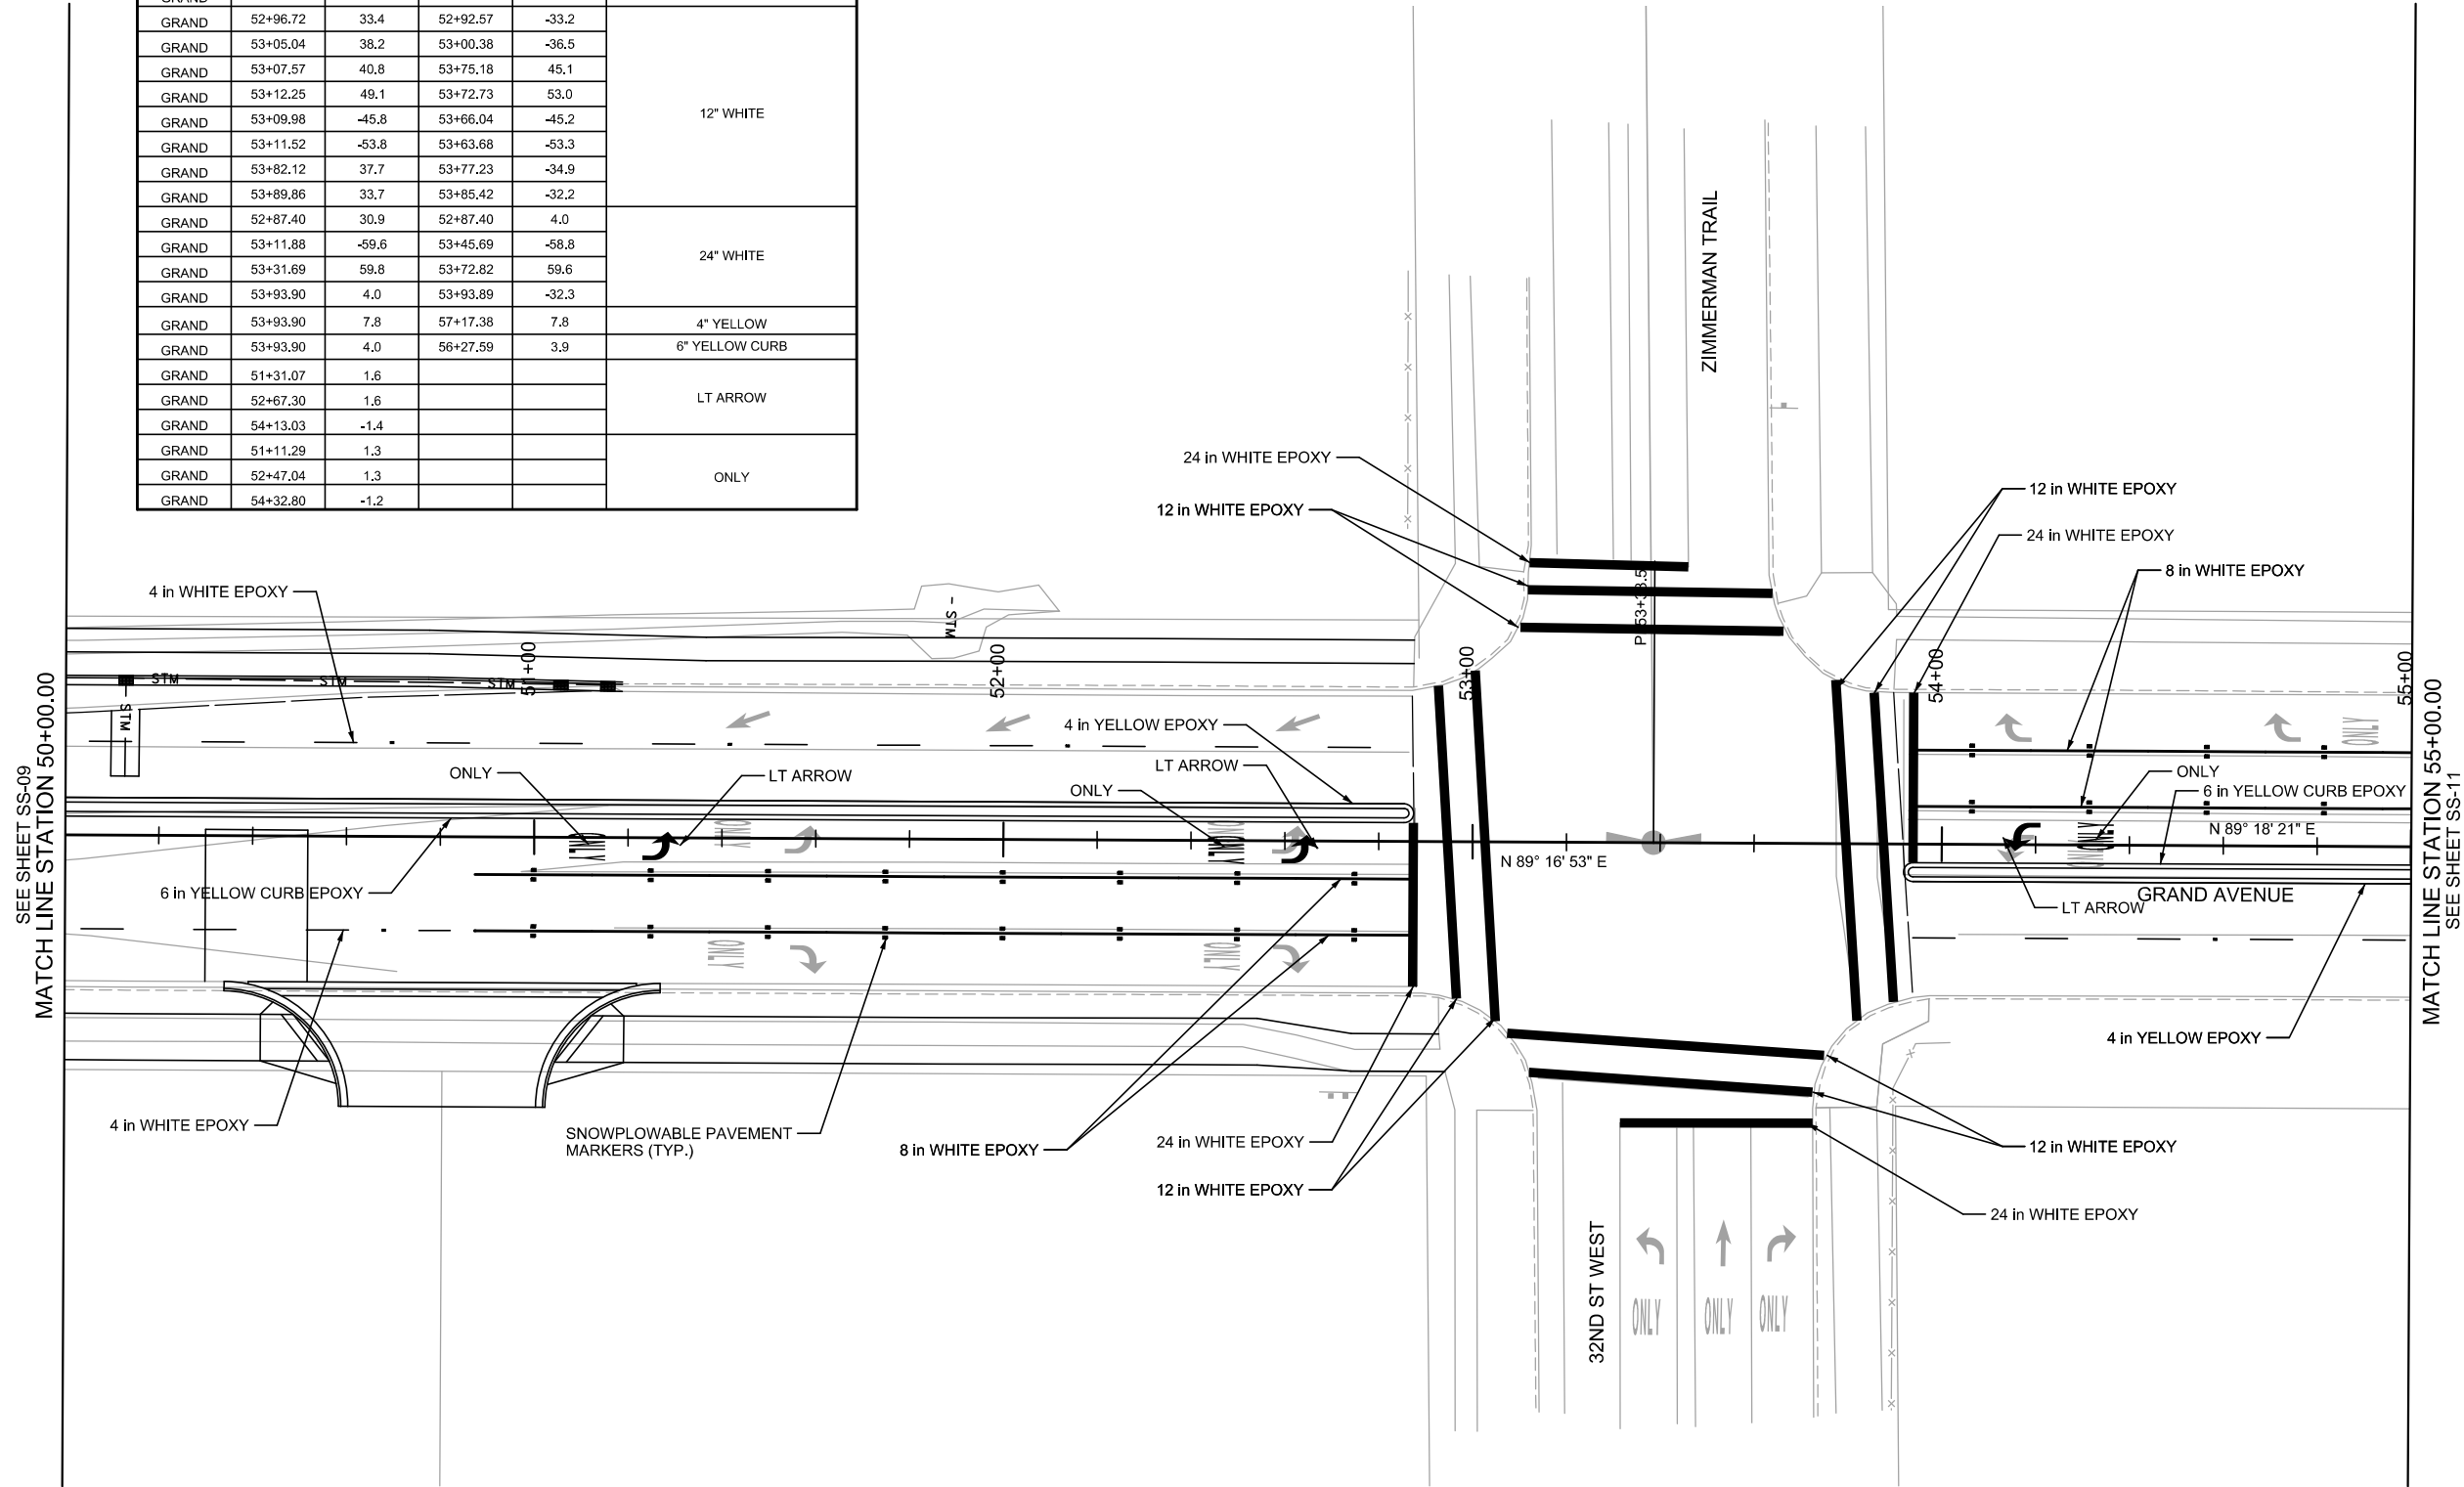 GRAND 52+96.72 33.4 52+92.57 -33.2
GRAND 53+05.04 38.2 53+00.38 -36.5
GRAND 53+07.57 40.8 53+75.18 45.1
GRAND 53+12.25 49.1 53+72.73 53.0
12" WHITE
GRAND 53+09.98 -45.8 53+66.04 -45.2
GRAND 53+11.52 -53.8 53+63.68 -53.3
GRAND 53+82.12 37.7 53+77.23 -34.9
GRAND 53+89.86 33.7 53+85.42 -32.2
GRAND 52+87.40 30.9 52+87.40 4.0
GRAND 53+11.88 -59.6 53+45.69 -58.8
24" WHITE
GRAND 53+31.69 59.8 53+72.82 59.6
GRAND 53+93.90 4.0 53+93.89 -32.3
GRAND 53+93.90 7.8 57+17.38 7.8 4" YELLOW
GRAND 53+93.90 4.0 56+27.59 3.9 6" YELLOW CURB
GRAND 51+31.07 1.6
GRAND 52+67.30 1.6 LT ARROW
GRAND 54+13.03 -1.4
GRAND 51+11.29 1.3
GRAND 52+47.04 1.3 ONLY
GRAND 54+32.80 -1.2
ZIMMERMAN TRAIL
24 in WHITE EPOXY
12 in WHITE EPOXY
12 in WHITE EPOXY
24 in WHITE EPOXY
8 in WHITE EPOXY
4 in WHITE EPOXY
STM
51+00
52+00
53+00
54+00
55+00
STM
STM
STM
STM
4 in YELLOW EPOXY
ONLY
LT ARROW
ONLY
LT ARROW
ONLY
ONLY
6 in YELLOW CURB EPOXY
N 89° 18' 21" E
ONLY
ONLY
ONLY
ONLY
ONLY
ONLY
N 89° 16' 53" E
6 in YELLOW CURB EPOXY
GRAND AVENUE
LT ARROW
ONLY
ONLY
SEE SHEET SS-09
MATCH LINE STATION 50+00.00
MATCH LINE STATION 55+00.00
SEE SHEET SS-11
4 in YELLOW EPOXY
4 in WHITE EPOXY
SNOWPLOWABLE PAVEMENT
MARKERS (TYP.)
8 in WHITE EPOXY
24 in WHITE EPOXY
12 in WHITE EPOXY
12 in WHITE EPOXY
24 in WHITE EPOXY
32ND ST WEST
ONLY
ONLY
ONLY